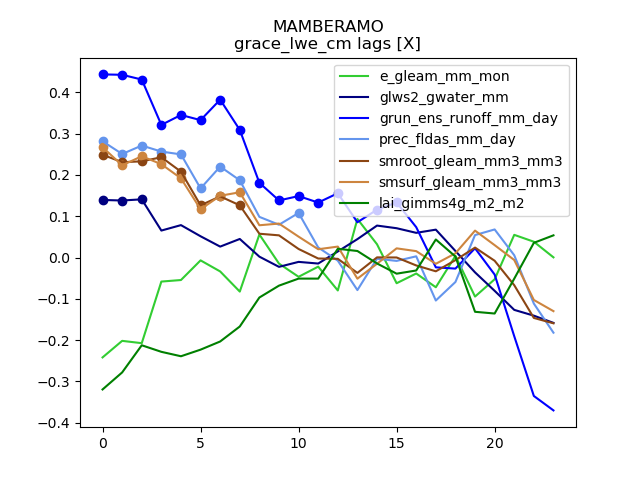 MAMBERAMO
grace_lwe_cm lags [X]
e_gleam_mm_mon
glws2_gwater_mm
grun_ens_runoff_mm_day
prec_fldas_mm_day
smroot_gleam_mm3_mm3
smsurf_gleam_mm3_mm3
lai_gimms4g_m2_m2
0.4
0.3
0.2
0.1
0.0
−0.1
−0.2
−0.3
−0.4
0 5 10 15 20